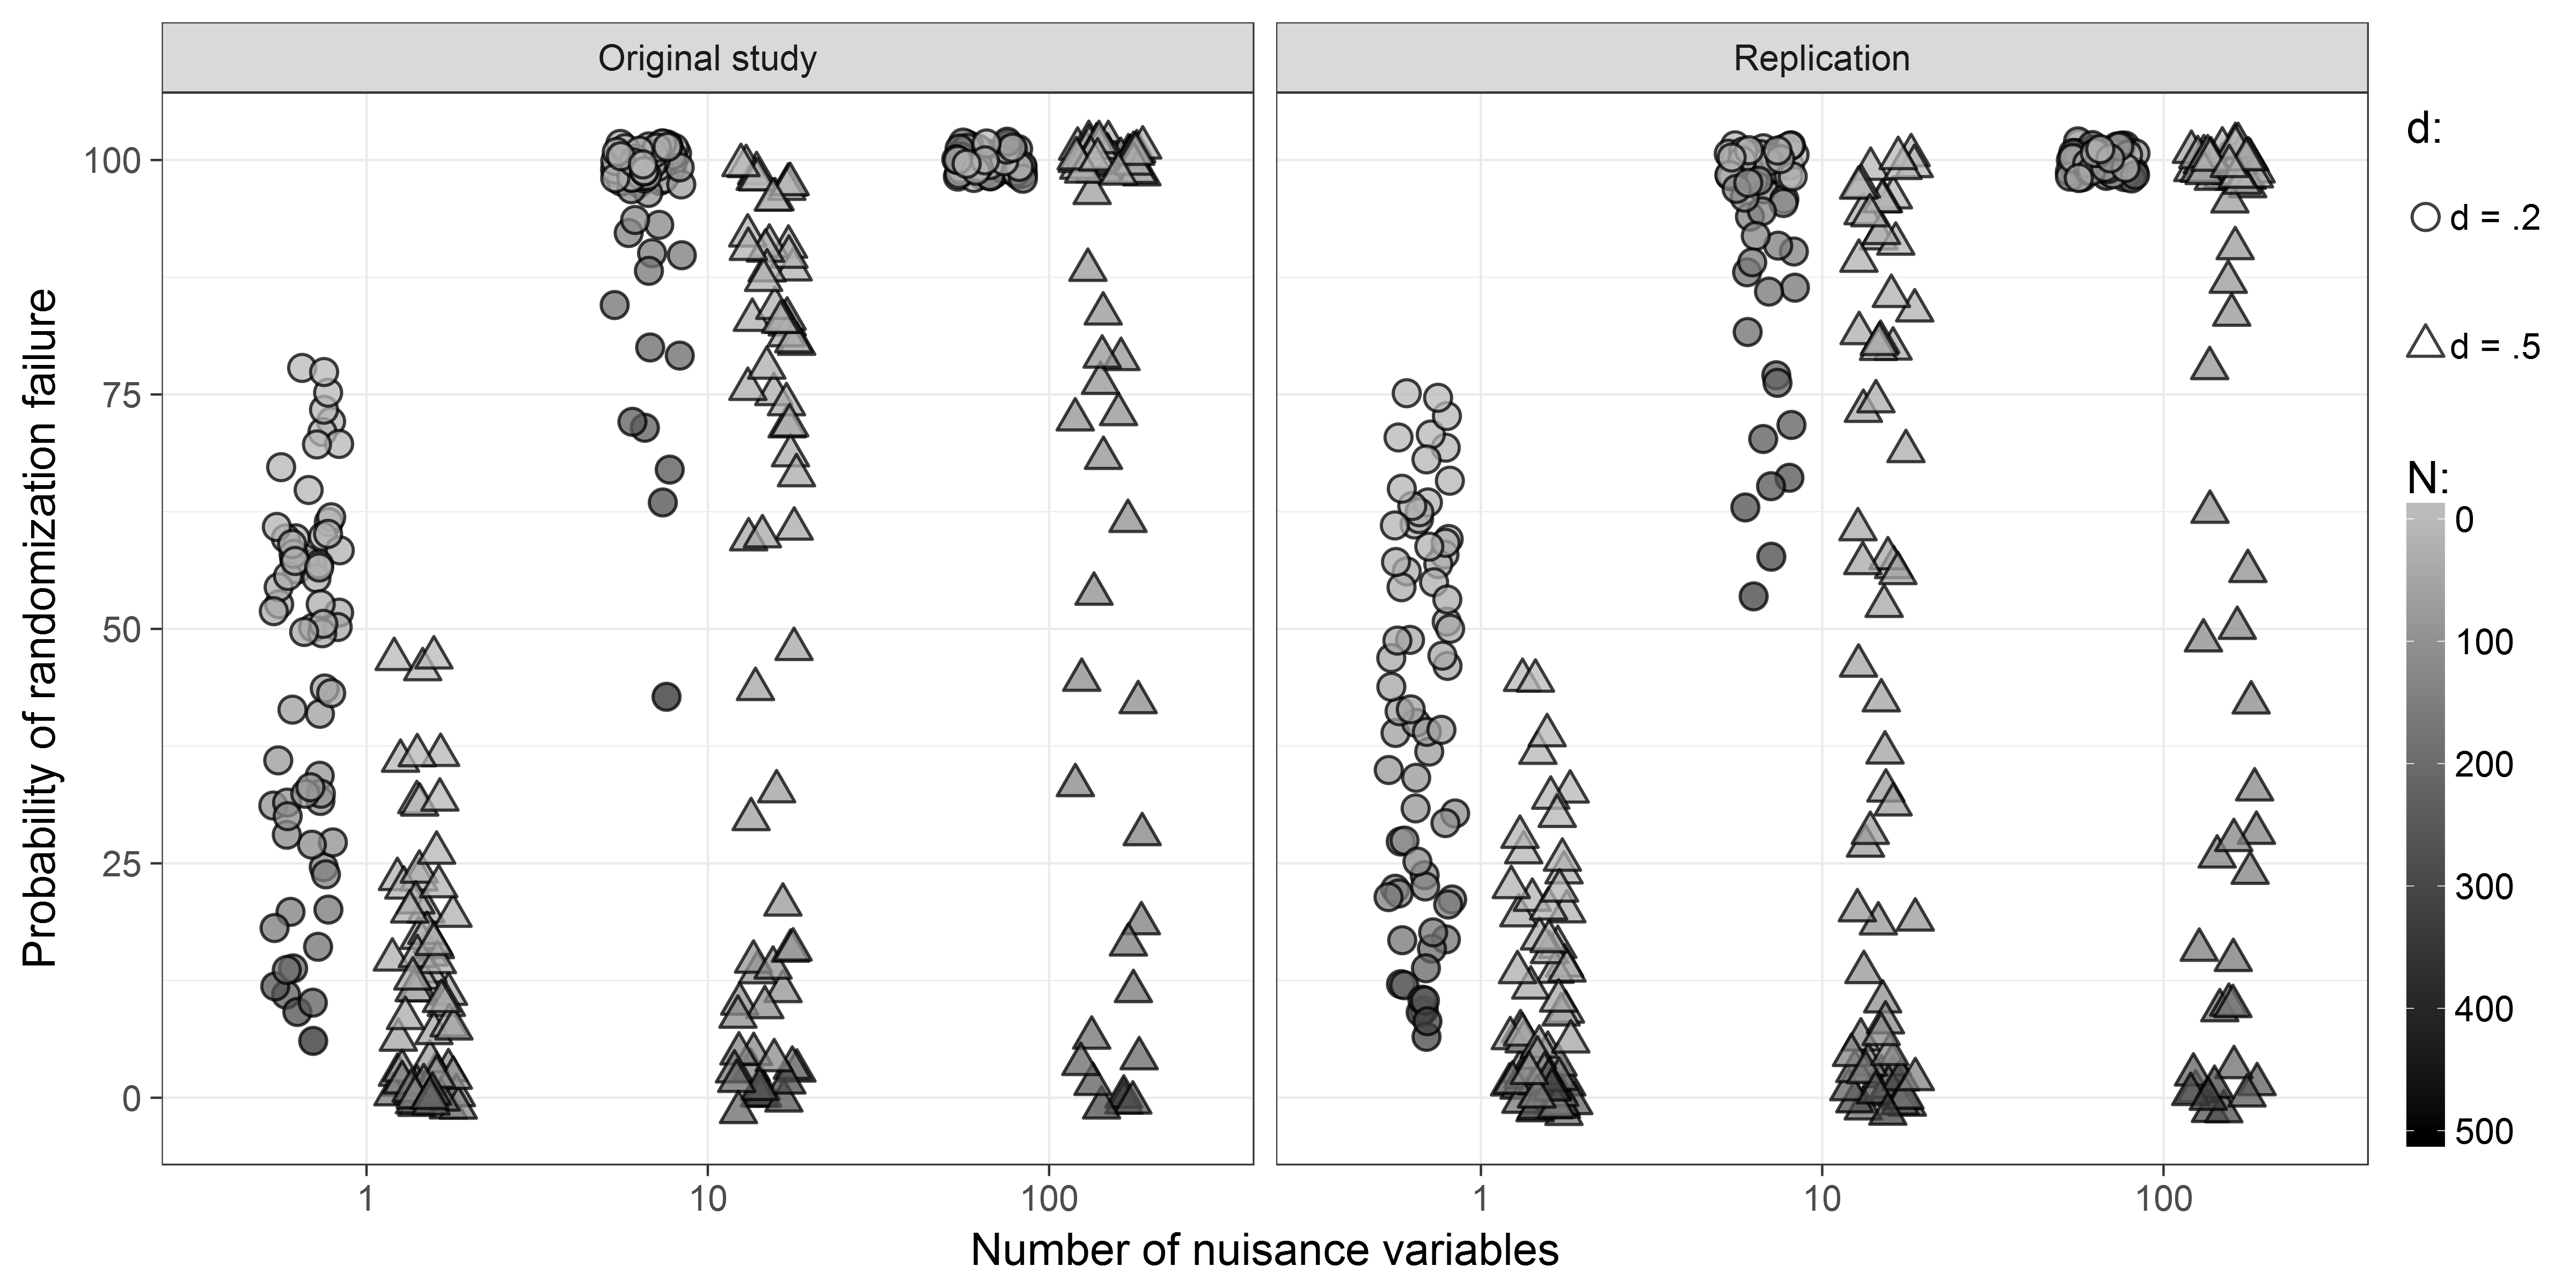 Original study
Replication
Probability of randomization failure
100
75
50
25
0
1 10 100
1 10 100
Number of nuisance variables
d:
d = .2
d = .5
N:
0
100
200
300
400
500